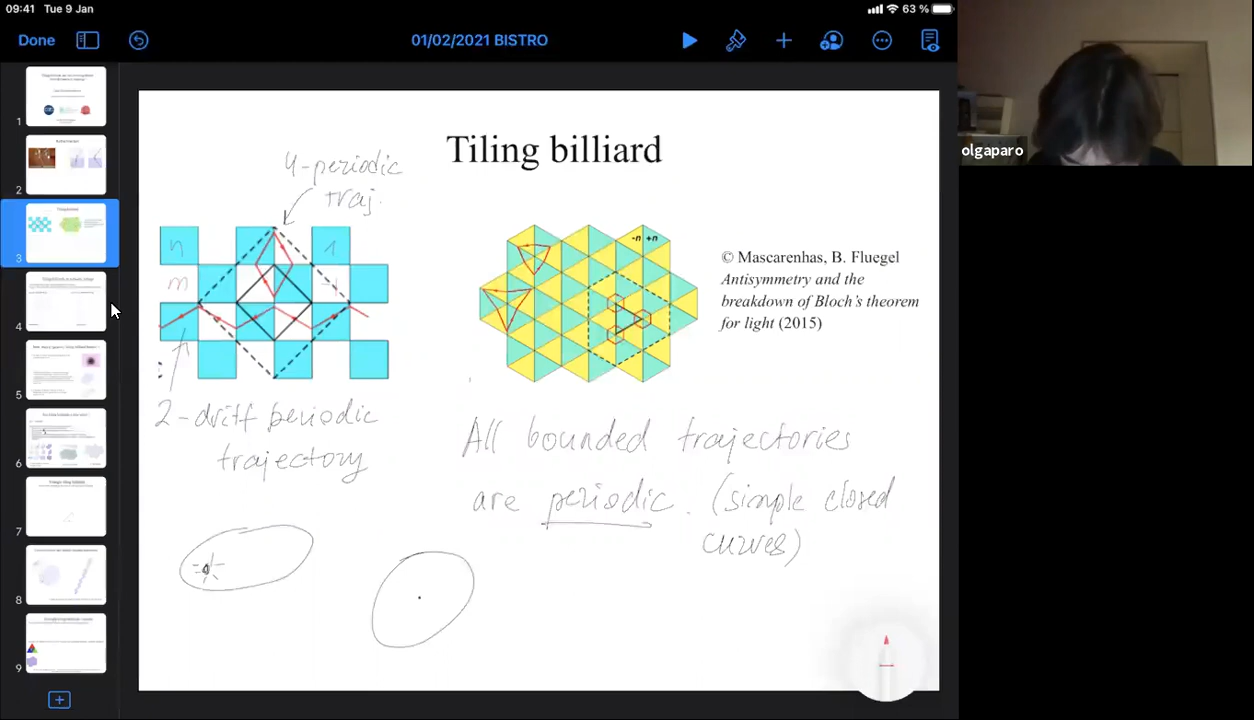 09:41 Tue 9 Jan
63 %
Done
01/02/2021 BISTRO
olgaparo
Tiling billiard
4-periodic
traj.
n
1
m
-1
-n +n
© Mascarenhas, B. Fluegel
Antisymmetry and the
breakdown of Bloch's theorem
for light (2015)
2-drift periodic
trajectory
All bounded trajectories
are periodic. (simple closed
curves)
1
2
3
4
5
6
7
8
9